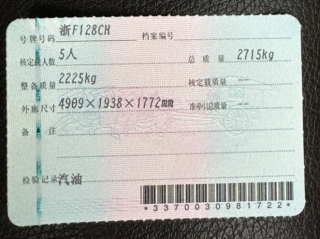 号牌号码 浙F128CH 档案编号
核定载人数 5人 总质量 2715kg
整备质量 2225kg 核定载质量 --
外廓尺寸 4909×1938×1772mm 准牵引总质量 --
备注
检验记录 汽油
*3370030981722*